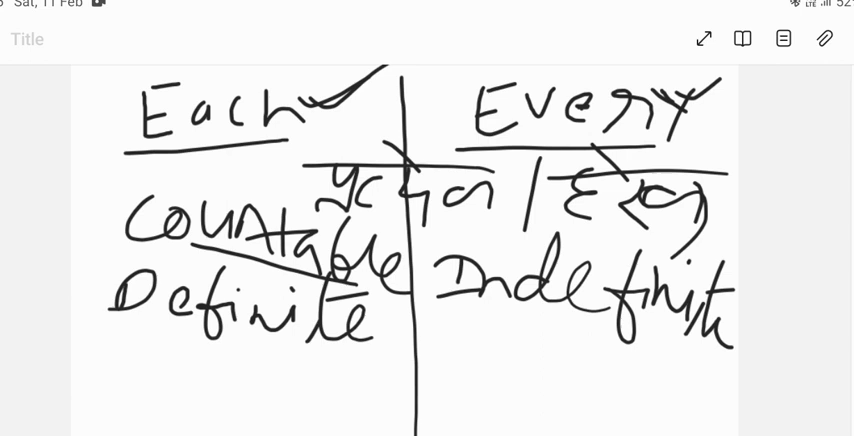 Sat, 11 Feb
Title
Each Every
Countable
Definite Indefinite